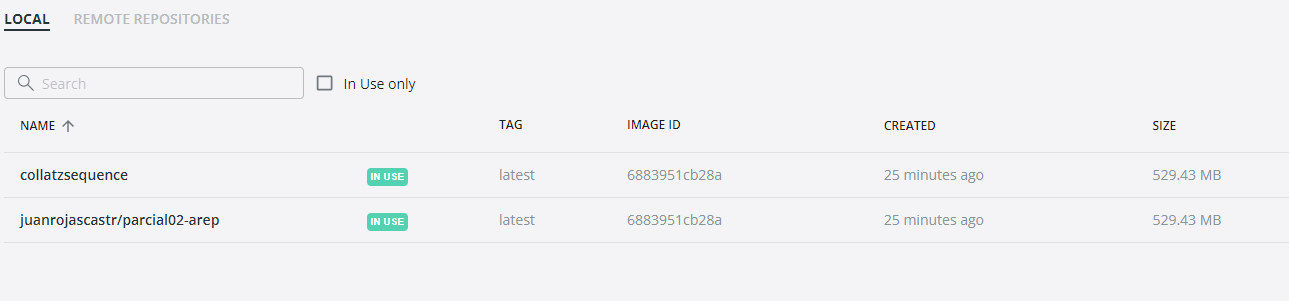 LOCAL REMOTE REPOSITORIES
Search In Use only
NAME TAG IMAGE ID CREATED SIZE
collatzsequence IN USE latest 6883951cb28a 25 minutes ago 529.43 MB
juanrojascastr/parcial02-arep IN USE latest 6883951cb28a 25 minutes ago 529.43 MB